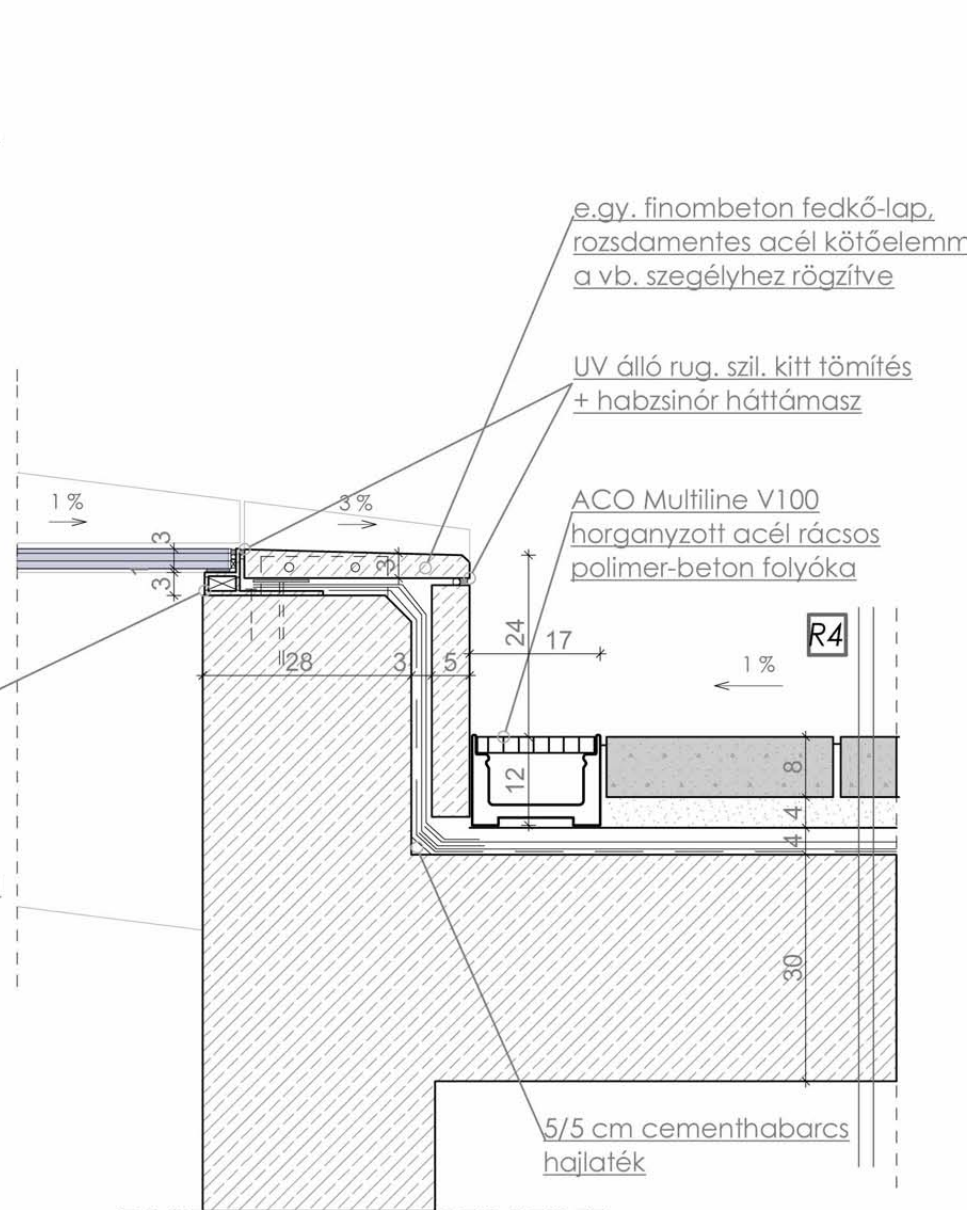 e.gy. finombeton fedkő-lap,
rozsdamentes acél kötőelemm
a vb. szegélyhez rögzítve
UV álló rug. szil. kitt tömítés
+ habzsinór háttámasz
1 %
3 %
ACO Multiline V100
horganyzott acél rácsos
polimer-beton folyóka
3
3
3
24
17
R4
1 %
28
3
5
12
8
4
4
30
5/5 cm cementhabarcs
hajlaték